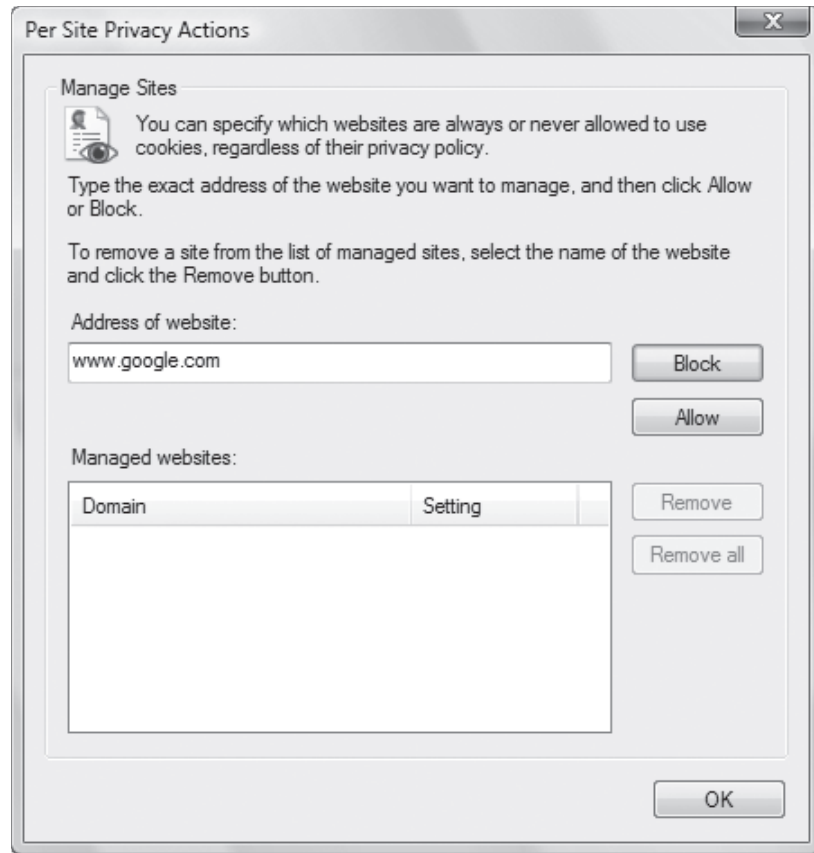 Per Site Privacy Actions
Manage Sites
You can specify which websites are always or never allowed to use
cookies, regardless of their privacy policy.
Type the exact address of the website you want to manage, and then click Allow
or Block.
To remove a site from the list of managed sites, select the name of the website
and click the Remove button.
Address of website:
www.google.com
Block
Allow
Managed websites:
Domain Setting
Remove
Remove all
OK